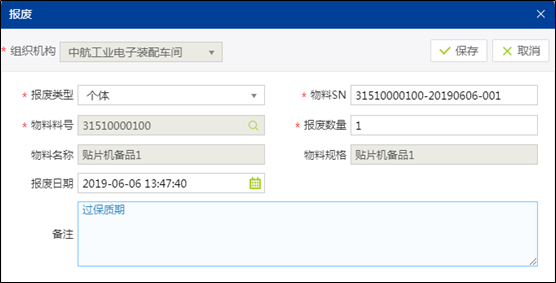 报废
* 组织机构 中航工业电子装配车间 保存 取消
* 报废类型 个体 * 物料SN 31510000100-20190606-001
* 物料料号 31510000100 * 报废数量 1
物料名称 贴片机备品1 物料规格 贴片机备品1
报废日期 2019-06-06 13:47:40
备注 过保质期